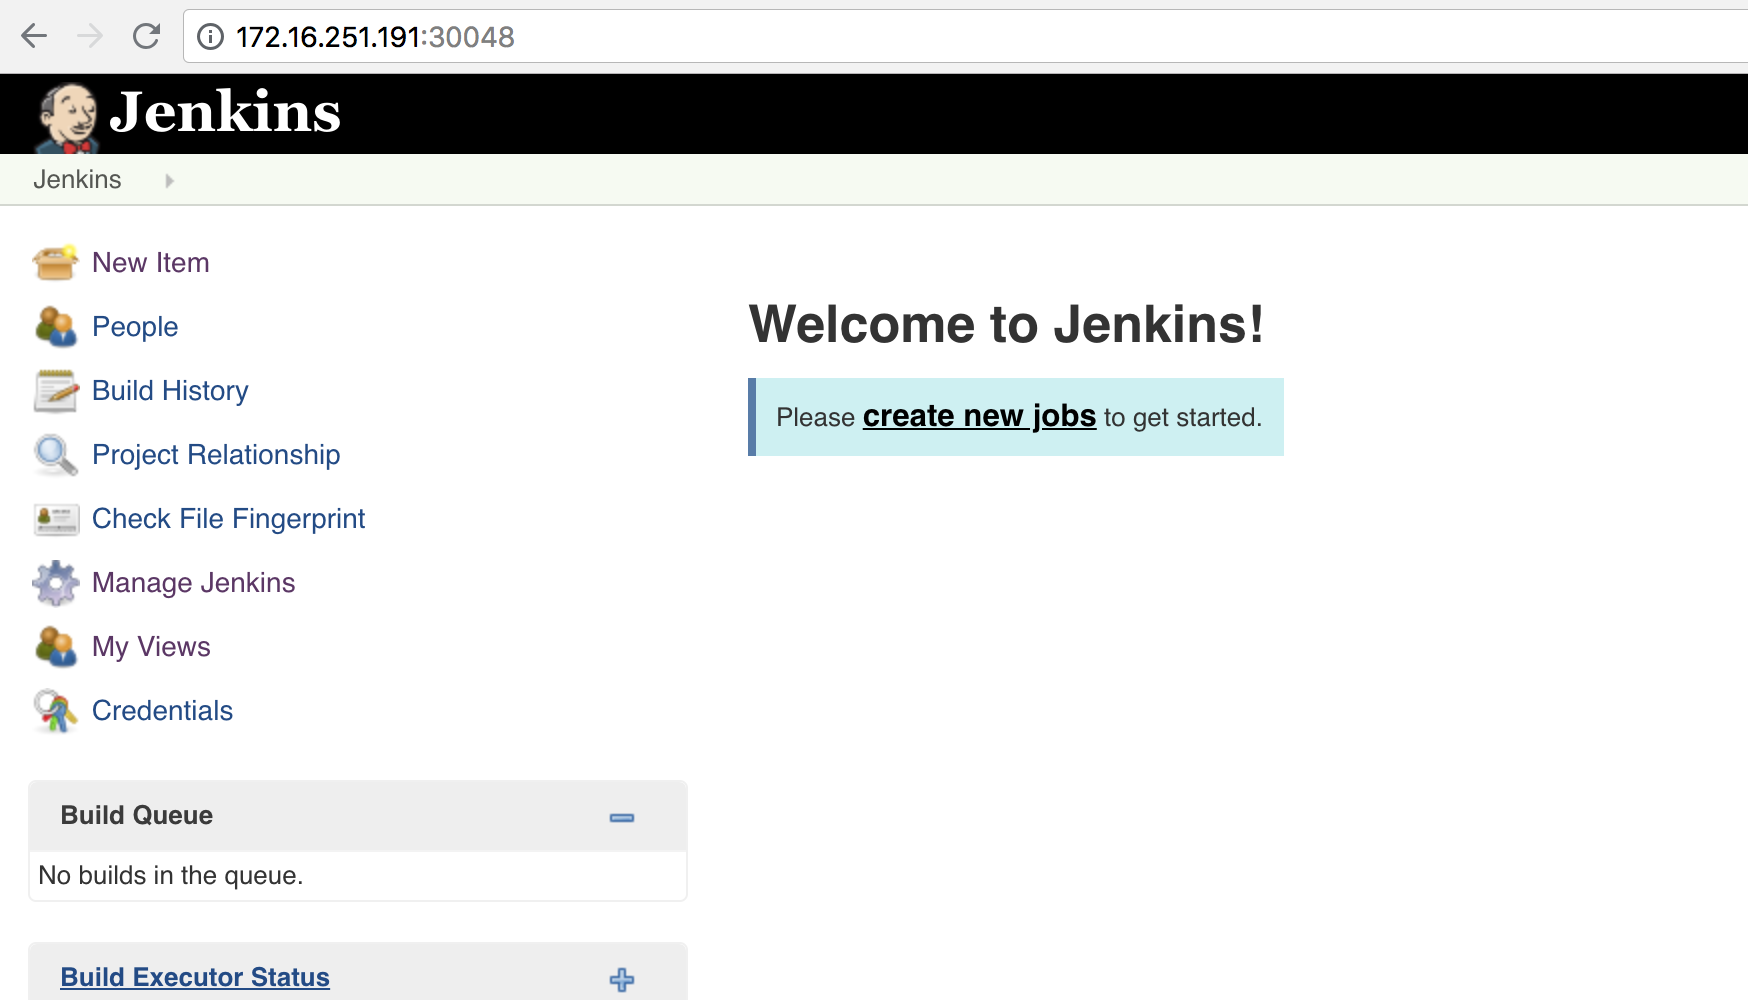 172.16.251.191:30048
Jenkins
Jenkins
New Item
People
Build History
Project Relationship
Check File Fingerprint
Manage Jenkins
My Views
Credentials
Build Queue
No builds in the queue.
Build Executor Status
Welcome to Jenkins!
Please create new jobs to get started.